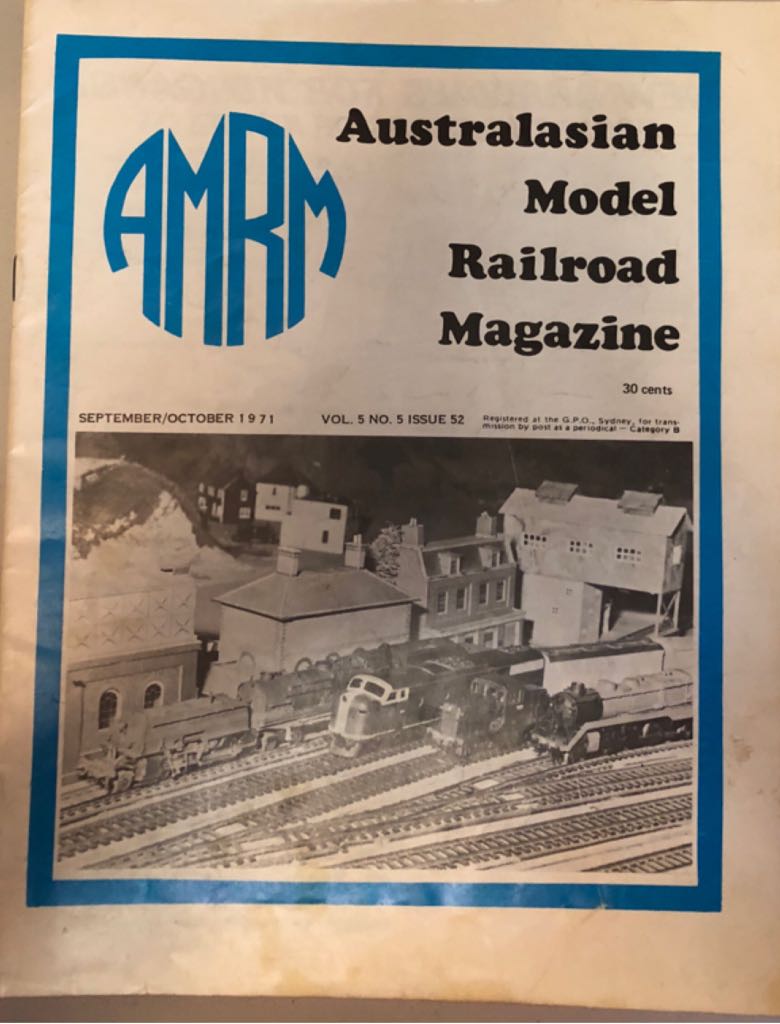 AMRM
Australasian
Model
Railroad
Magazine
30 cents
SEPTEMBER/OCTOBER 1971 VOL. 5 NO. 5 ISSUE 52 Registered at the G.P.O., Sydney, for trans-
mission by post as a periodical — Category B